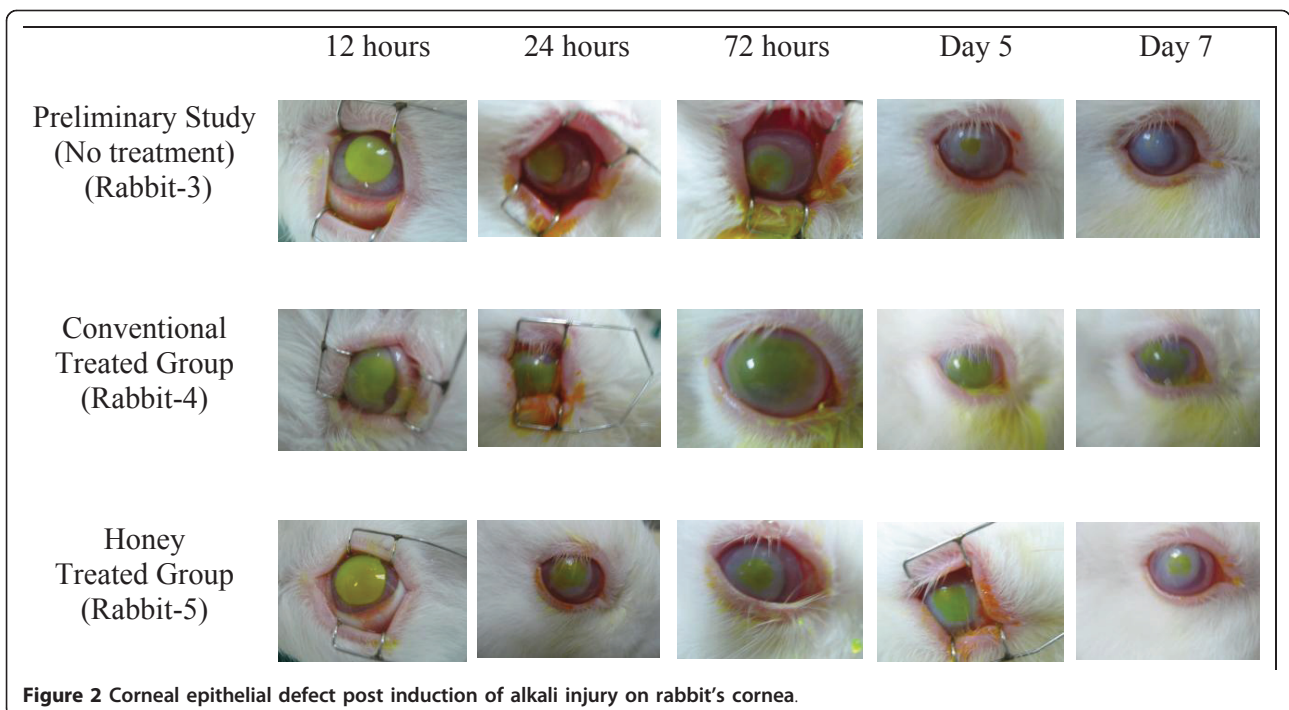 12 hours 24 hours 72 hours Day 5 Day 7
Preliminary Study
(No treatment)
(Rabbit-3)
Conventional
Treated Group
(Rabbit-4)
Honey
Treated Group
(Rabbit-5)
Figure 2 Corneal epithelial defect post induction of alkali injury on rabbit's cornea.